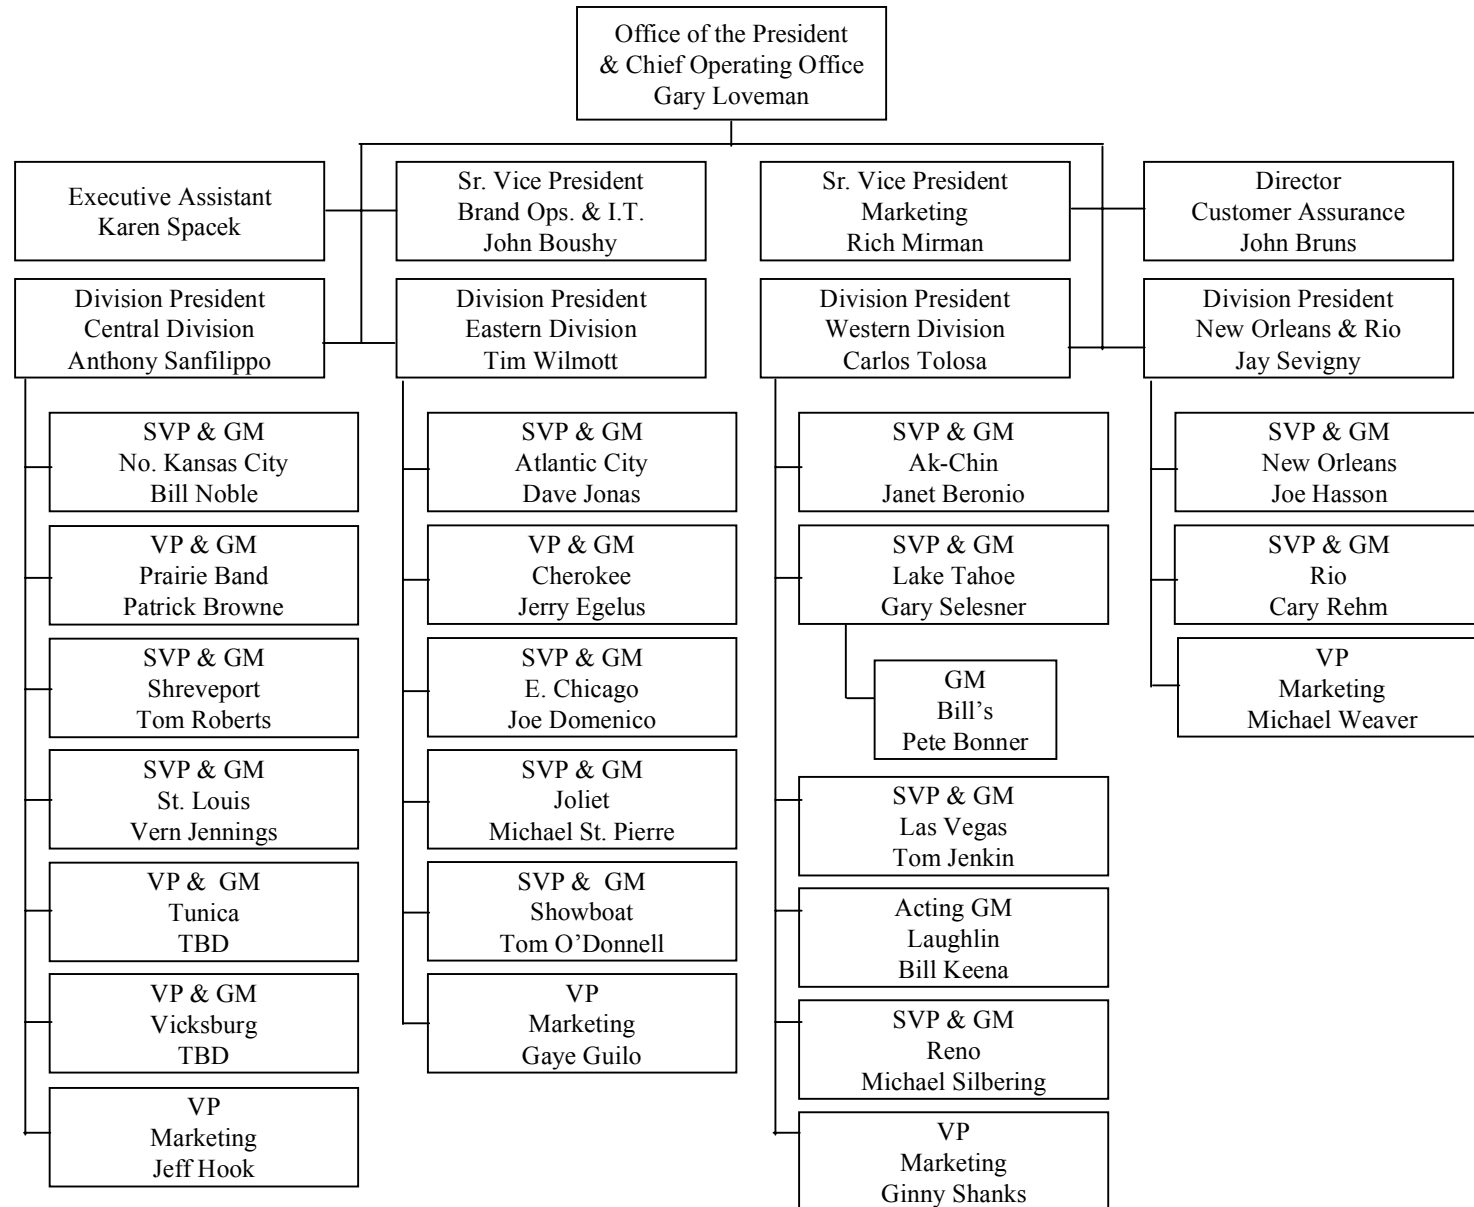 Office of the President
& Chief Operating Office
Gary Loveman
Executive Assistant
Karen Spacek
Sr. Vice President
Brand Ops. & I.T.
John Boushy
Sr. Vice President
Marketing
Rich Mirman
Director
Customer Assurance
John Bruns
Division President
Central Division
Anthony Sanfilippo
Division President
Eastern Division
Tim Wilmott
Division President
Western Division
Carlos Tolosa
Division President
New Orleans & Rio
Jay Sevigny
SVP & GM
No. Kansas City
Bill Noble
VP & GM
Prairie Band
Patrick Browne
SVP & GM
Shreveport
Tom Roberts
SVP & GM
St. Louis
Vern Jennings
VP & GM
Tunica
TBD
VP & GM
Vicksburg
TBD
VP
Marketing
Jeff Hook
SVP & GM
Atlantic City
Dave Jonas
VP & GM
Cherokee
Jerry Egelus
SVP & GM
E. Chicago
Joe Domenico
SVP & GM
Joliet
Michael St. Pierre
SVP & GM
Showboat
Tom O’Donnell
VP
Marketing
Gaye Guilo
SVP & GM
Ak-Chin
Janet Beronio
SVP & GM
Lake Tahoe
Gary Selesner
GM
Bill’s
Pete Bonner
SVP & GM
Las Vegas
Tom Jenkin
Acting GM
Laughlin
Bill Keena
SVP & GM
Reno
Michael Silbering
VP
Marketing
Ginny Shanks
SVP & GM
New Orleans
Joe Hasson
SVP & GM
Rio
Cary Rehm
VP
Marketing
Michael Weaver